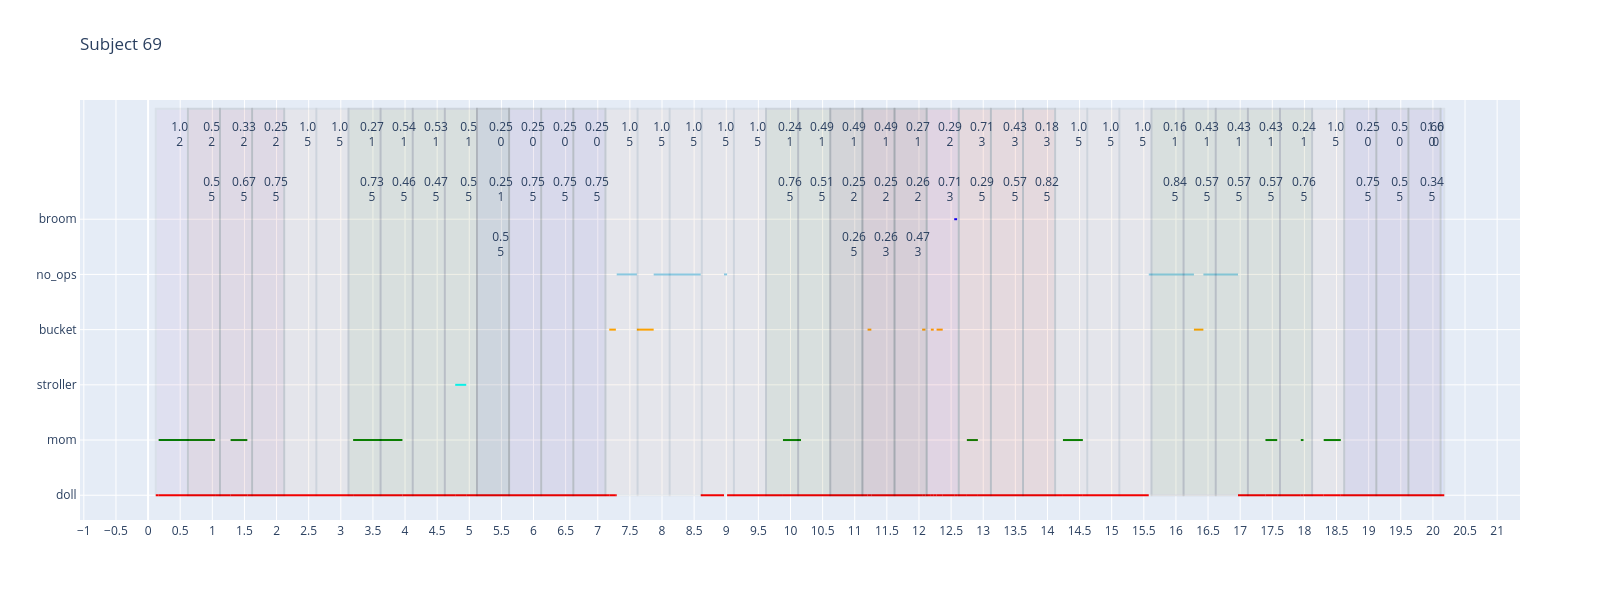 Subject 69
1.0 0.5 0.33 0.25 1.0 1.0 0.27 0.54 0.53 0.5 0.25 0.25 0.25 0.25 1.0 1.0 1.0 1.0 1.0 0.24 0.49 0.49 0.49 0.27 0.29 0.71 0.43 0.18 1.0 1.0 1.0 0.16 0.43 0.43 0.43 0.24 1.0 0.25 0.5
2 2 2 2 5 5 1 1 1 1 0 0 0 0 5 5 5 5 5 1 1 1 1 1 2 3 3 3 5 5 5 1 1 1 1 1 5 0 0
0.5 0.67 0.75 0.73 0.46 0.47 0.5 0.25 0.75 0.75 0.75 0.76 0.51 0.25 0.25 0.26 0.71 0.29 0.57 0.82 0.84 0.57 0.57 0.57 0.76 0.75 0.5 0.34
5 5 5 5 5 5 5 1 5 5 5 5 5 2 2 2 3 5 5 5 5 5 5 5 5 5 5 5
broom
0.5 0.26 0.26 0.47
5 5 3 3
no_ops
bucket
stroller
mom
doll
−1 −0.5 0 0.5 1 1.5 2 2.5 3 3.5 4 4.5 5 5.5 6 6.5 7 7.5 8 8.5 9 9.5 10 10.5 11 11.5 12 12.5 13 13.5 14 14.5 15 15.5 16 16.5 17 17.5 18 18.5 19 19.5 20 20.5 21